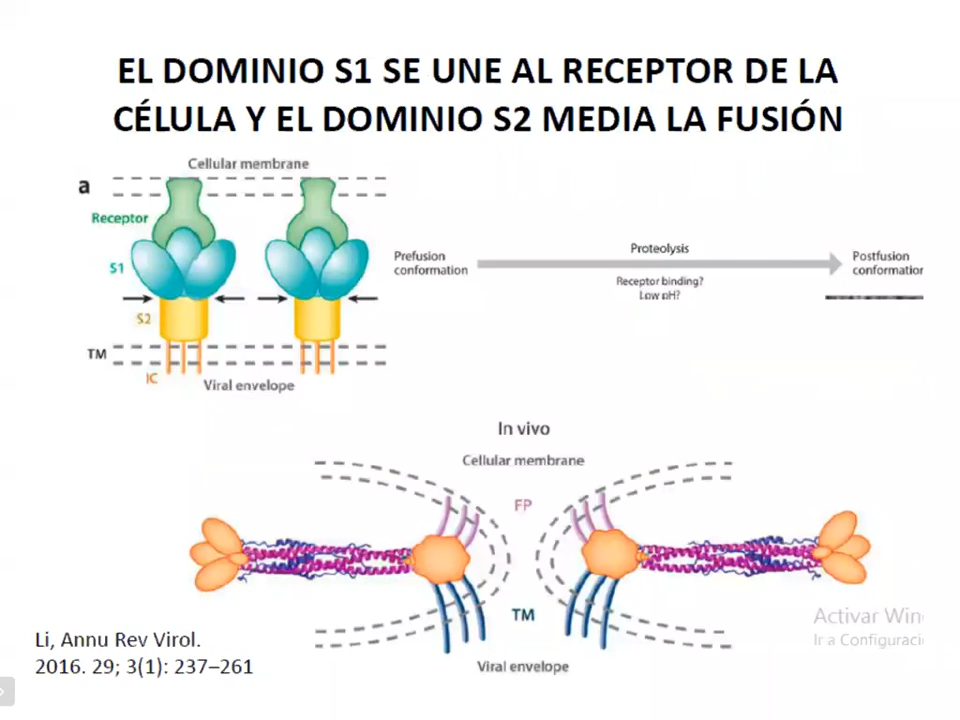 EL DOMINIO S1 SE UNE AL RECEPTOR DE LA
CÉLULA Y EL DOMINIO S2 MEDIA LA FUSIÓN
Cellular membrane
a
Receptor
S1
S2
TM
IC
Viral envelope
Prefusion
conformation
Proteolysis
Receptor binding?
Low pH?
Postfusion
conformation
In vivo
Cellular membrane
FP
TM
Viral envelope
Li, Annu Rev Virol.
2016. 29; 3(1): 237–261
Activar Win
Ir a Configuraci